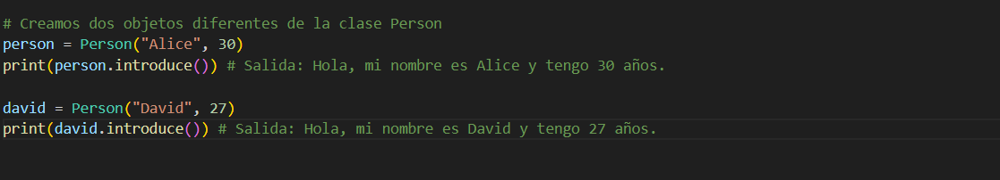 # Creamos dos objetos diferentes de la clase Person
person = Person("Alice", 30)
print(person.introduce()) # Salida: Hola, mi nombre es Alice y tengo 30 años.
david = Person("David", 27)
print(david.introduce()) # Salida: Hola, mi nombre es David y tengo 27 años.